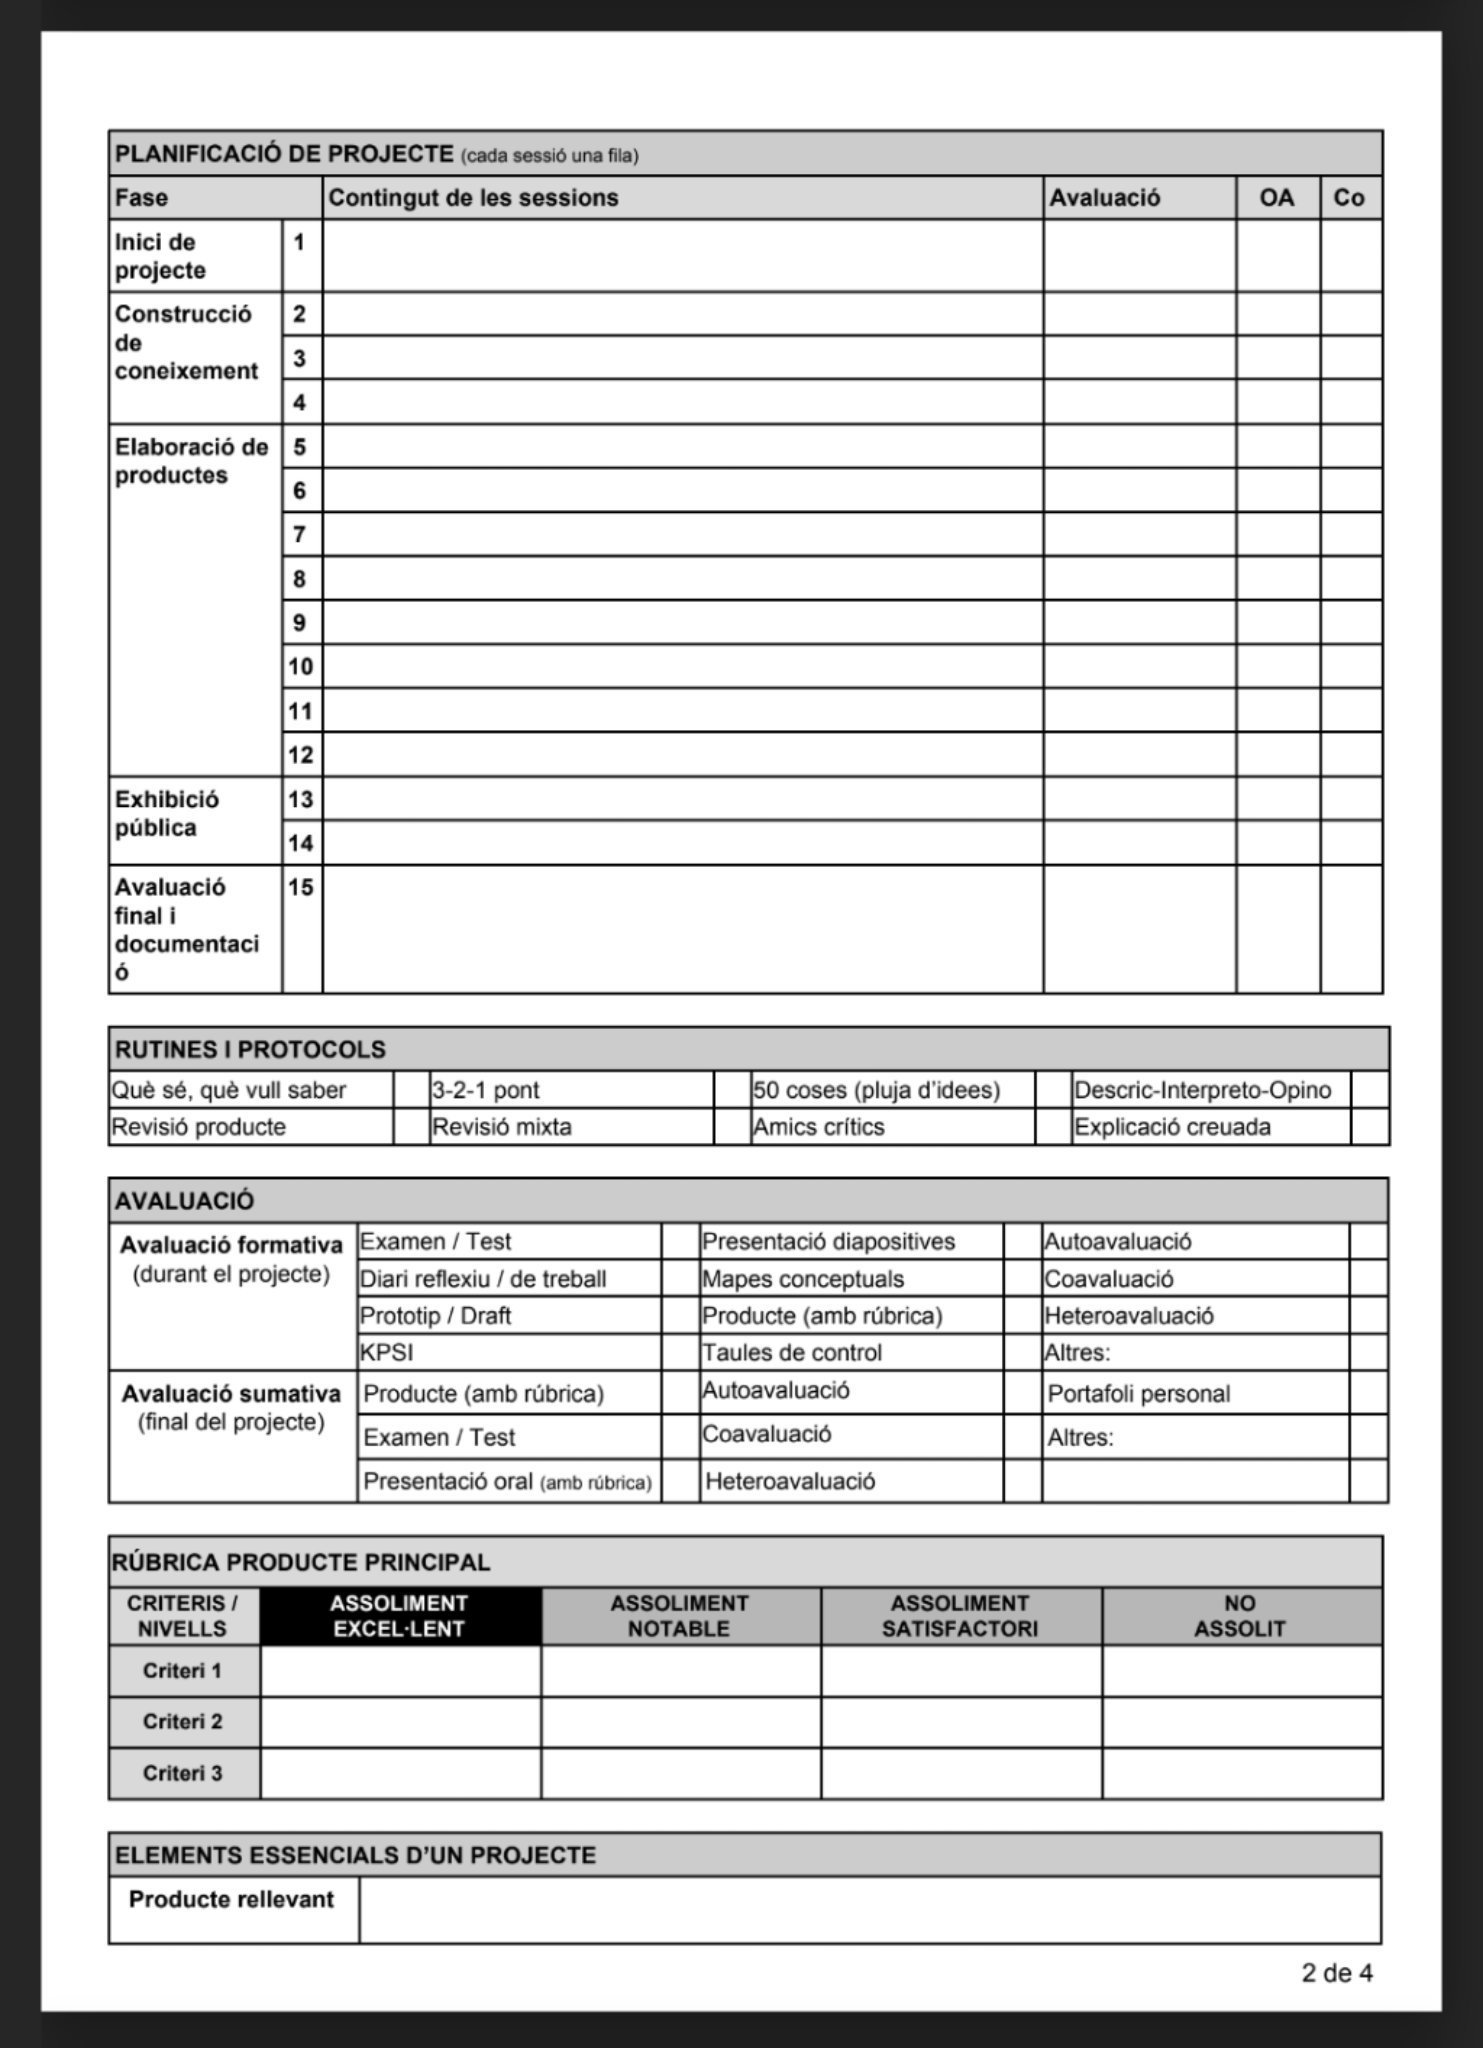 PLANIFICACIÓ DE PROJECTE (cada sessió una fila)
Fase Contingut de les sessions Avaluació OA Co
Inici de 1
projecte
Construcció 2
de
coneixement
3
4
Elaboració de 5
productes
6
7
8
9
10
11
12
Exhibició 13
pública
14
Avaluació 15
final i
documentaci
ó
RUTINES I PROTOCOLS
Què sé, què vull saber 3-2-1 pont 50 coses (pluja d’idees) Descric-Interpreto-Opino
Revisió producte Revisió mixta Amics crítics Explicació creuada
AVALUACIÓ
Avaluació formativa
(durant el projecte)
Examen / Test Presentació diapositives Autoavaluació
Diari reflexiu / de treball Mapes conceptuals Coavaluació
Prototip / Draft Producte (amb rúbrica) Heteroavaluació
KPSI Taules de control Altres:
Avaluació sumativa
(final del projecte)
Producte (amb rúbrica) Autoavaluació Portafoli personal
Examen / Test Coavaluació Altres:
Presentació oral (amb rúbrica) Heteroavaluació
RÚBRICA PRODUCTE PRINCIPAL
CRITERIS / ASSOLIMENT ASSOLIMENT ASSOLIMENT NO
NIVELLS EXCEL·LENT NOTABLE SATISFACTORI ASSOLIT
Criteri 1
Criteri 2
Criteri 3
ELEMENTS ESSENCIALS D’UN PROJECTE
Producte rellevant
2 de 4